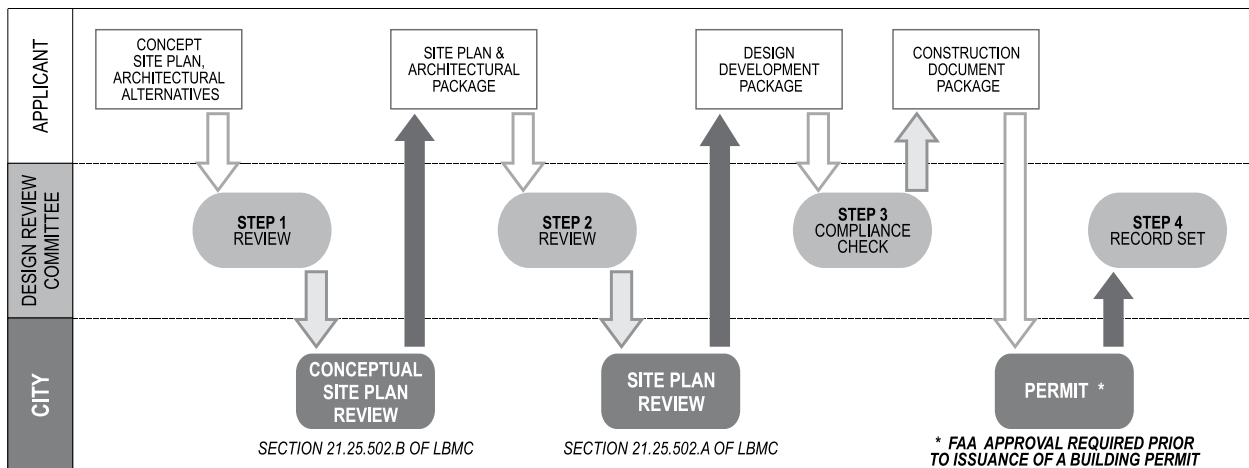 APPLICANT
CONCEPT
SITE PLAN,
ARCHITECTURAL
ALTERNATIVES
SITE PLAN &
ARCHITECTURAL
PACKAGE
DESIGN
DEVELOPMENT
PACKAGE
CONSTRUCTION
DOCUMENT
PACKAGE
DESIGN REVIEW
COMMITTEE
STEP 1
REVIEW
STEP 2
REVIEW
STEP 3
COMPLIANCE
CHECK
STEP 4
RECORD SET
CITY
CONCEPTUAL
SITE PLAN
REVIEW
SECTION 21.25.502.B OF LBMC
SITE PLAN
REVIEW
SECTION 21.25.502.A OF LBMC
PERMIT *
* FAA APPROVAL REQUIRED PRIOR
TO ISSUANCE OF A BUILDING PERMIT